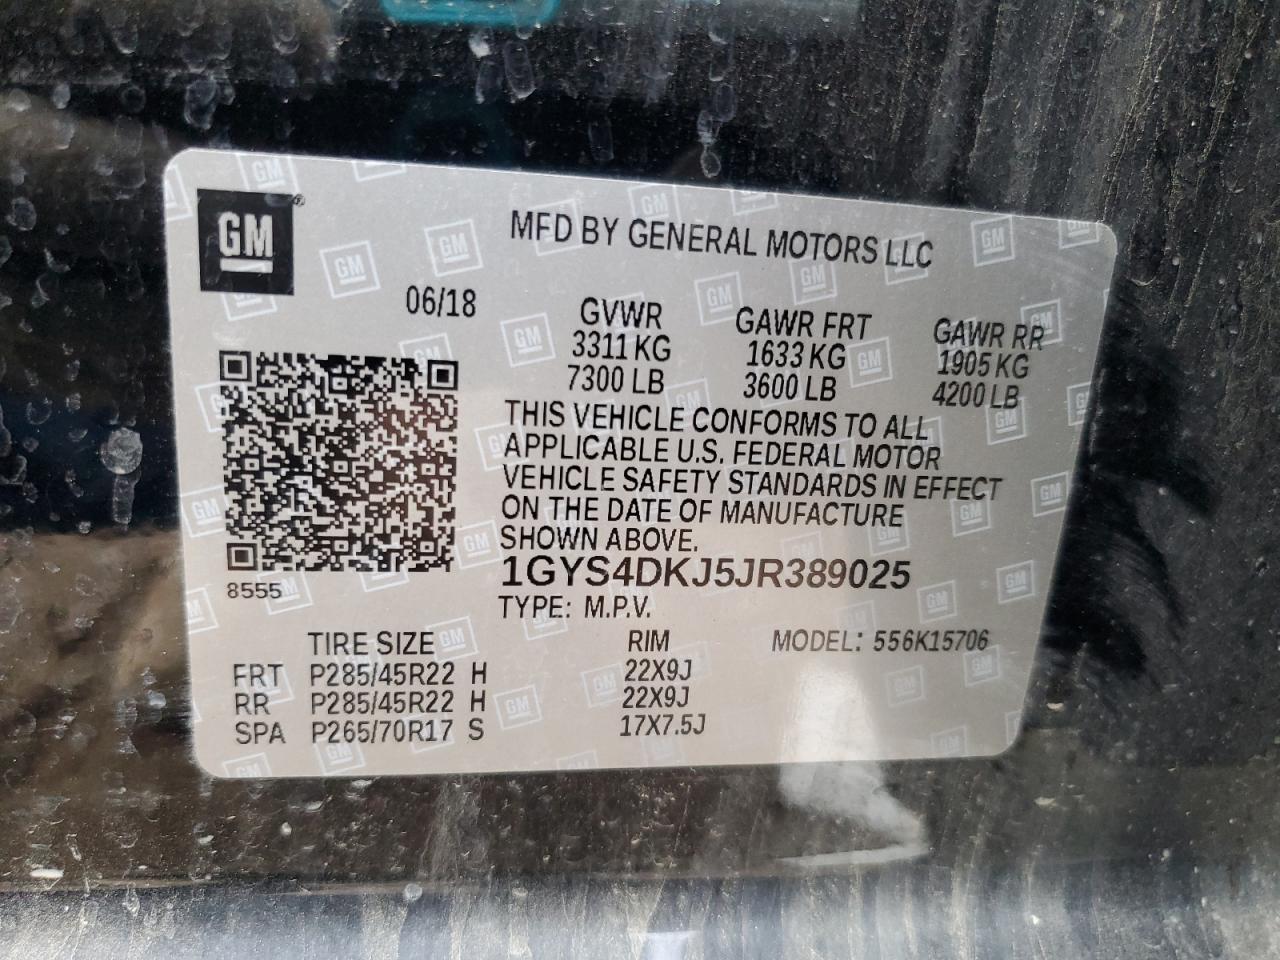 GM®
MFD BY GENERAL MOTORS LLC
06/18
GVWR GAWR FRT GAWR RR
3311 KG 1633 KG 1905 KG
7300 LB 3600 LB 4200 LB
THIS VEHICLE CONFORMS TO ALL
APPLICABLE U.S. FEDERAL MOTOR
VEHICLE SAFETY STANDARDS IN EFFECT
ON THE DATE OF MANUFACTURE
SHOWN ABOVE.
8555
1GYS4DKJ5JR389025
TYPE: M.P.V.
TIRE SIZE RIM MODEL: 556K15706
FRT P285/45R22 H 22X9J
RR P285/45R22 H 22X9J
SPA P265/70R17 S 17X7.5J